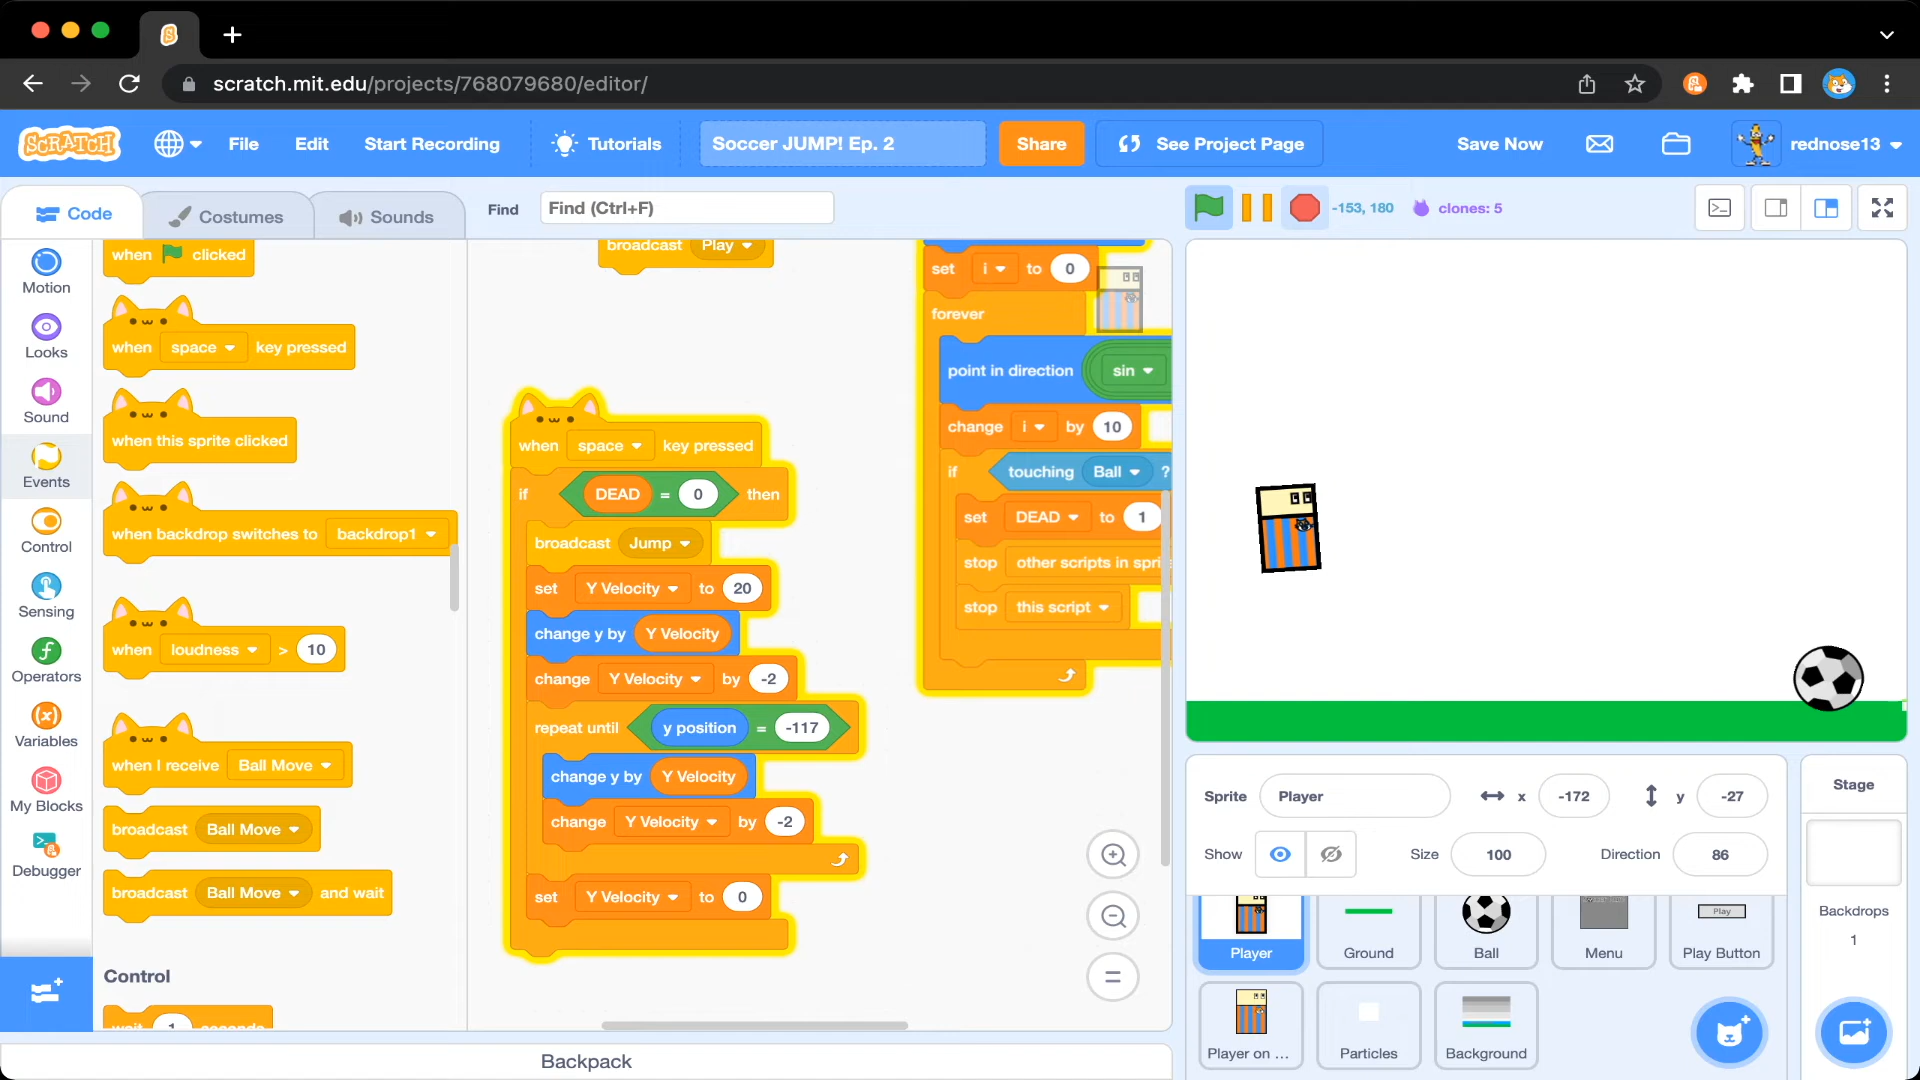 scratch.mit.edu/projects/768079680/editor/
SCRATCH
File
Edit
Start Recording
Tutorials
Soccer JUMP! Ep. 2
Share
See Project Page
Save Now
rednose13
Code
Costumes
Sounds
Find
Find (Ctrl+F)
-153, 180
clones: 5
Motion
Looks
Sound
Events
Control
Sensing
Operators
Variables
My Blocks
Debugger
when clicked
when space key pressed
when this sprite clicked
when backdrop switches to backdrop1
when loudness > 10
when I receive Ball Move
broadcast Ball Move
broadcast Ball Move and wait
Control
wait 1 seconds
broadcast Play
when space key pressed
if DEAD = 0 then
broadcast Jump
set Y Velocity to 20
change y by Y Velocity
change Y Velocity by -2
repeat until y position = -117
change y by Y Velocity
change Y Velocity by -2
set Y Velocity to 0
set i to 0
forever
point in direction sin
change i by 10
if touching Ball ?
set DEAD to 1
stop other scripts in spri
stop this script
Backpack
Sprite
Player
x
-172
y
-27
Show
Size
100
Direction
86
Player
Ground
Ball
Menu
Play
Play Button
Player on ...
Particles
Background
Stage
Backdrops
1